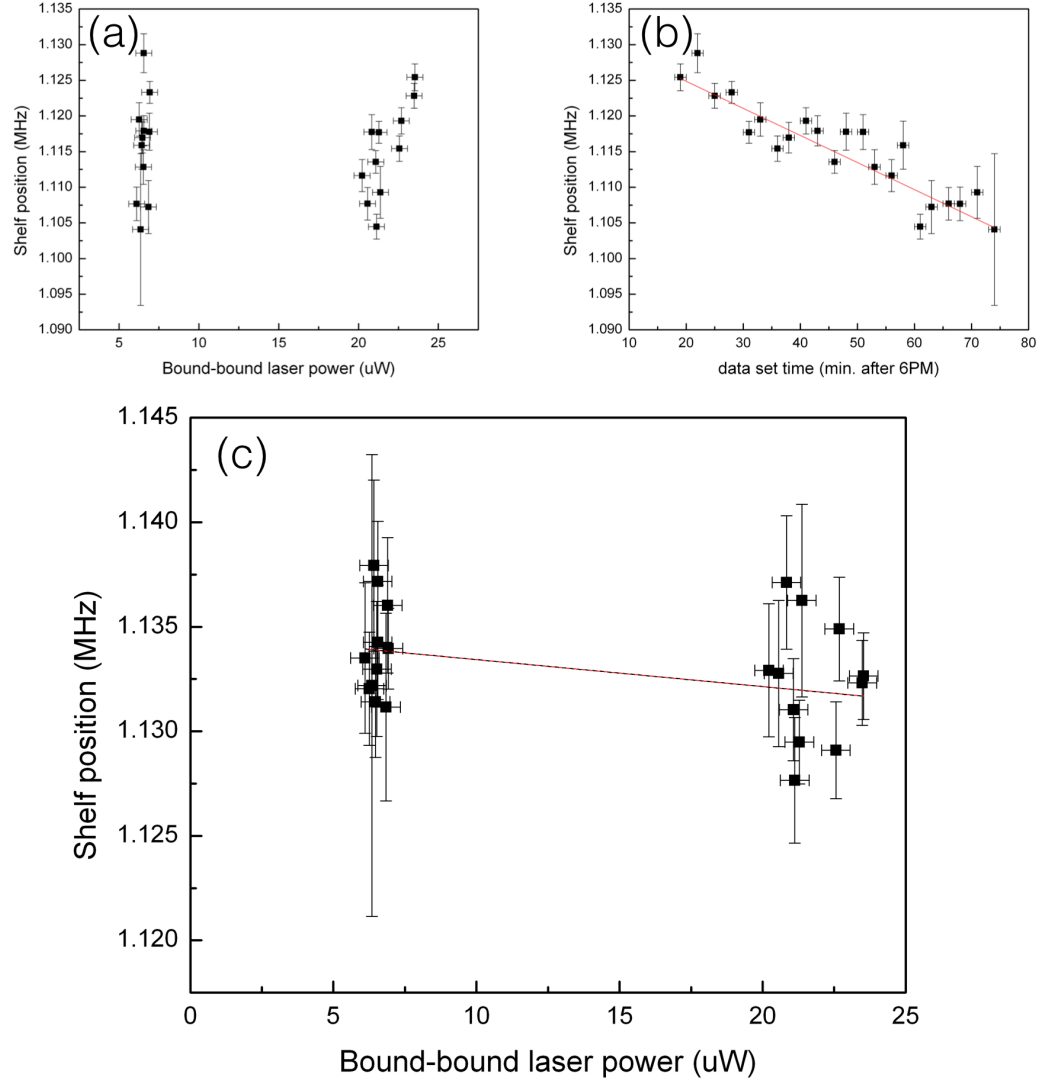 (a)
Shelf position (MHz)
1.135
1.130
1.125
1.120
1.115
1.110
1.105
1.100
1.095
1.090
5 10 15 20 25
Bound-bound laser power (uW)
(b)
Shelf position (MHz)
1.135
1.130
1.125
1.120
1.115
1.110
1.105
1.100
1.095
1.090
10 20 30 40 50 60 70 80
data set time (min. after 6PM)
(c)
Shelf position (MHz)
1.145
1.140
1.135
1.130
1.125
1.120
0 5 10 15 20 25
Bound-bound laser power (uW)